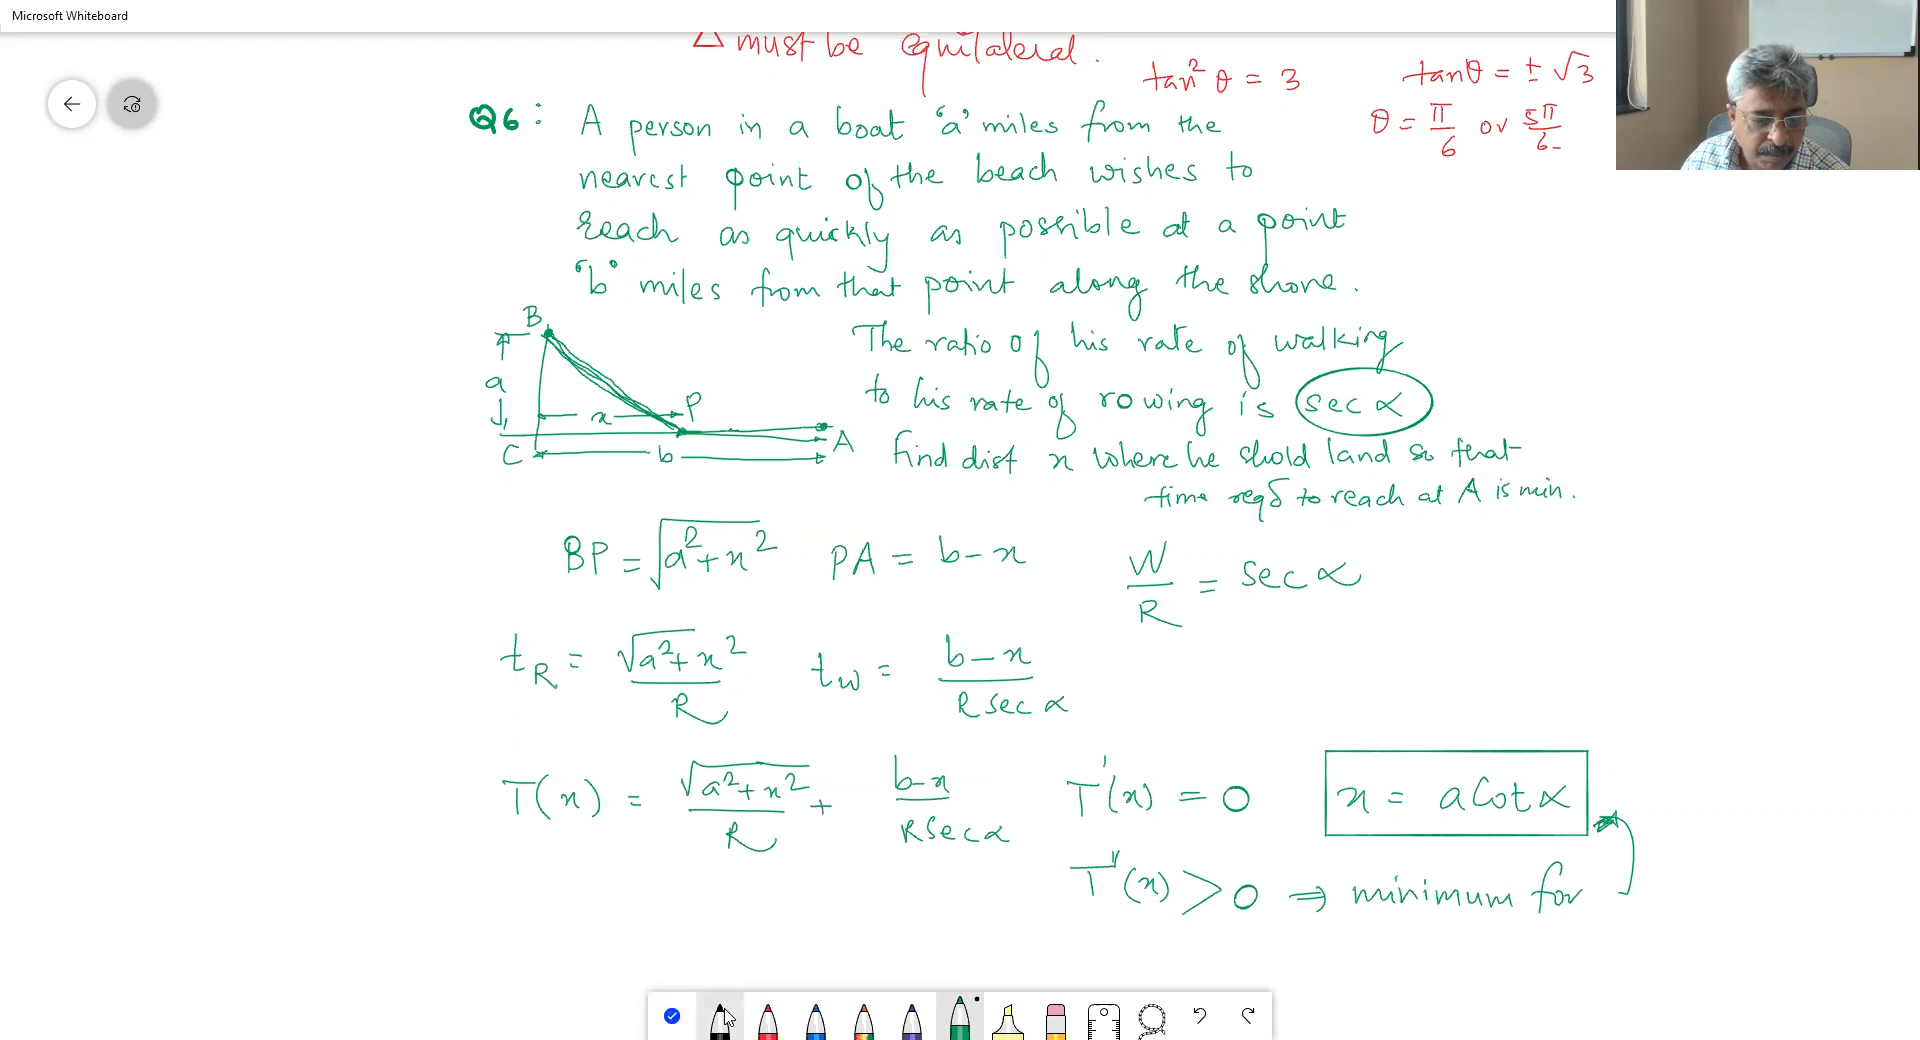 Microsoft Whiteboard
Δ must be equilateral.
tan² θ = 3
tanθ = ± √3
θ = π/6 or 5π/6
Q6: A person in a boat 'a' miles from the
nearest point of the beach wishes to
reach as quickly as possible at a point
"b" miles from that point along the shore.
The ratio of his rate of walking
to his rate of rowing is sec α
find dist x where he shold land so that
time reqd to reach at A is min.
B
a
x
P
C
b
A
BP = √a²+x² PA = b-x W/R = sec α
tR = √a²+x²/R tw = b-x/R sec α
T(x) = √a²+x²/R + b-x/R sec α T'(x) = 0 x = a cot α
T''(x) > 0 ⇒ minimum for